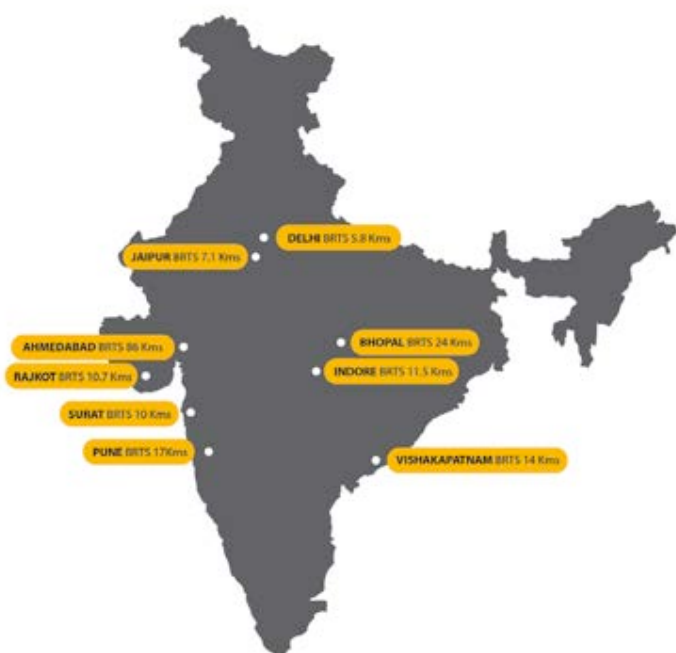 DELHI BRTS 5.8 Kms
JAIPUR BRTS 7.1 Kms
AHMEDABAD BRTS 86 Kms
BHOPAL BRTS 24 Kms
RAJKOT BRTS 10.7 Kms
INDORE BRTS 11.5 Kms
SURAT BRTS 10 Kms
PUNE BRTS 17Kms
VISHAKAPATNAM BRTS 14 Kms